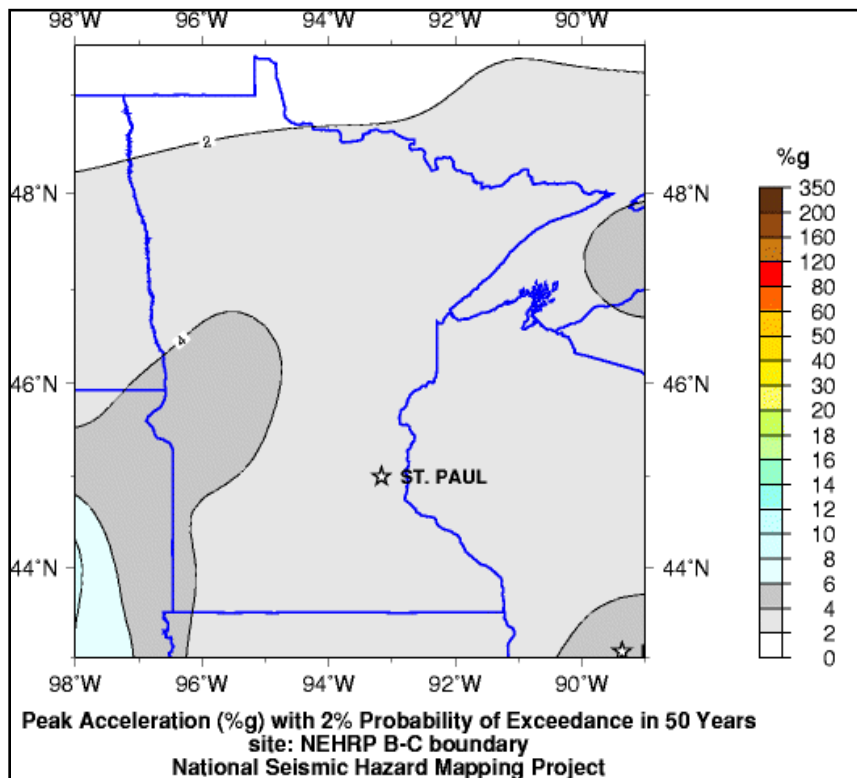 98°W 96°W 94°W 92°W 90°W
48°N 48°N
46°N 46°N
44°N 44°N
2
4
ST. PAUL
98°W 96°W 94°W 92°W 90°W
%g
350
200
160
120
80
60
50
40
30
20
18
16
14
12
10
8
6
4
2
0
Peak Acceleration (%g) with 2% Probability of Exceedance in 50 Years
site: NEHRP B-C boundary
National Seismic Hazard Mapping Project